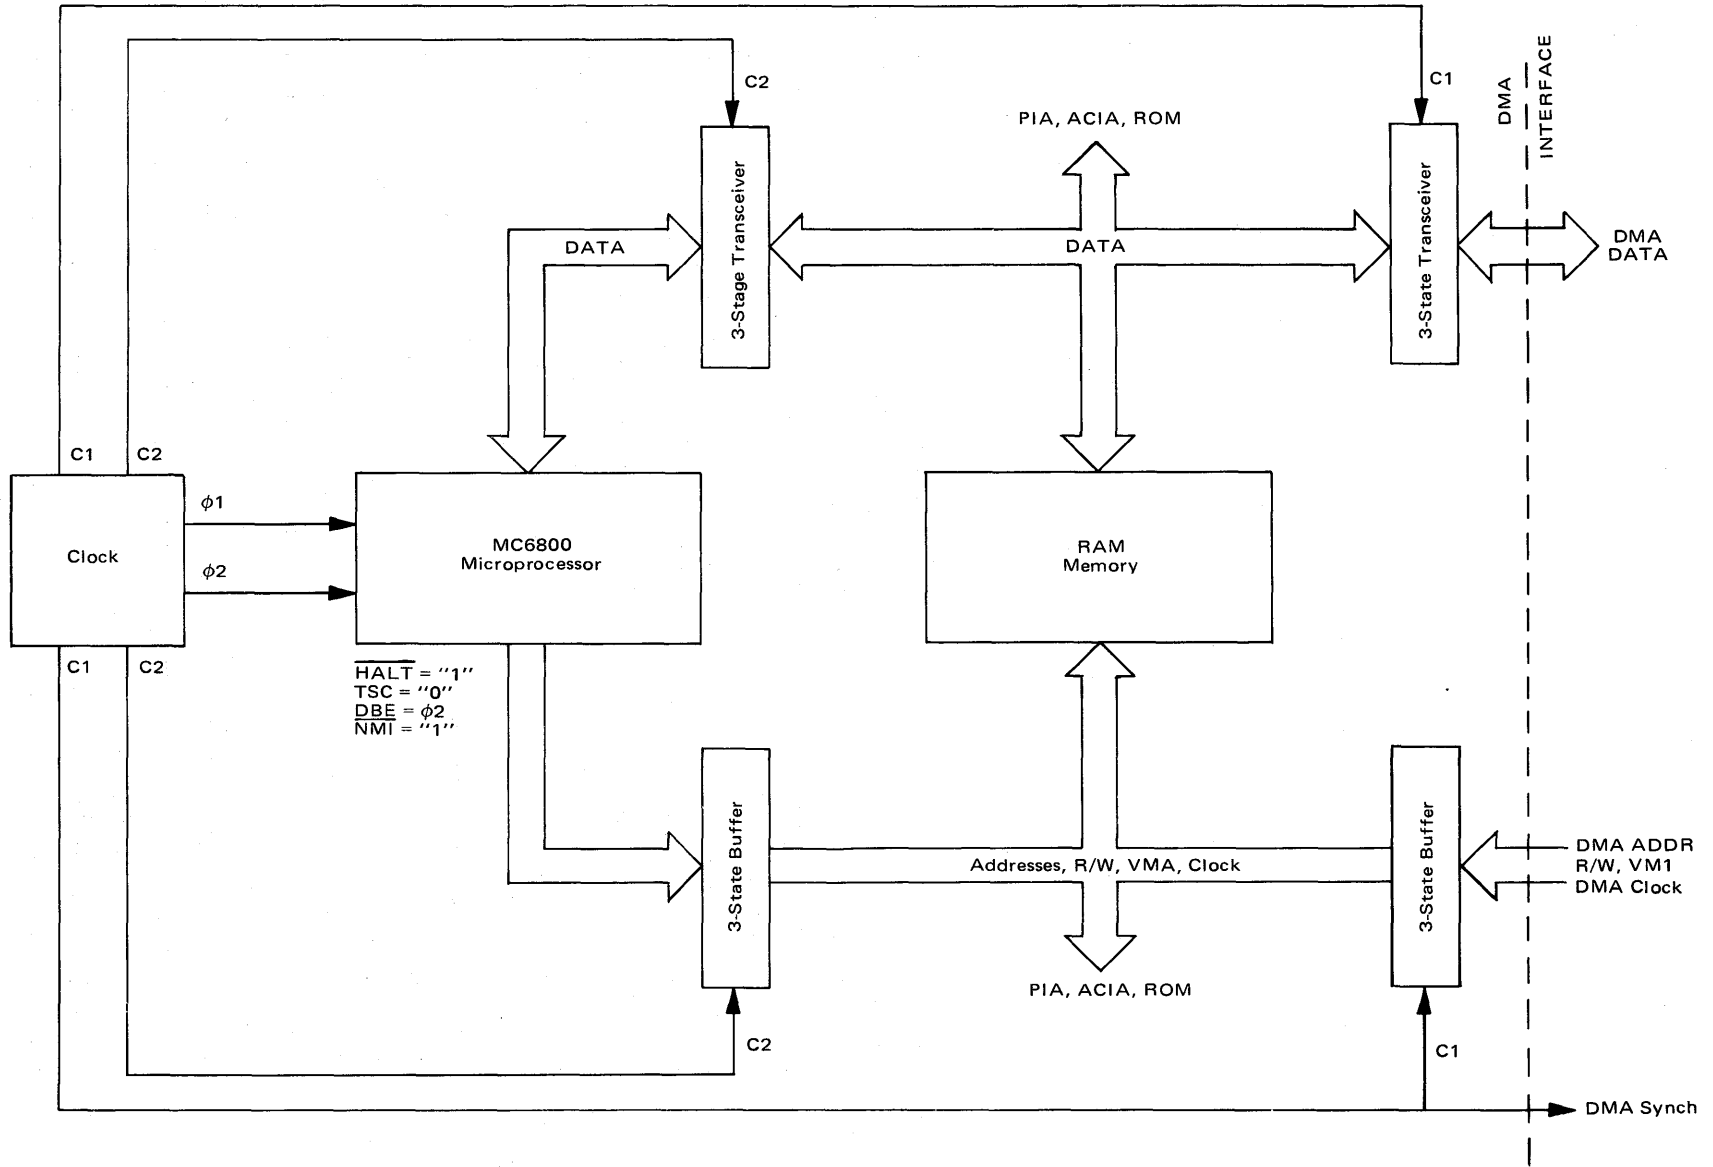 C2
C1
DMA
INTERFACE
PIA, ACIA, ROM
3-Stage Transceiver
3-State Transceiver
DATA
DATA
DMA
DATA
C1
C2
ϕ1
Clock
ϕ2
MC6800
Microprocessor
RAM
Memory
C1
C2
HALT = "1"
TSC = "0"
DBE = ϕ2
NMI = "1"
3-State Buffer
Addresses, R/W, VMA, Clock
3-State Buffer
DMA ADDR
R/W, VM1
DMA Clock
PIA, ACIA, ROM
C2
C1
DMA Synch